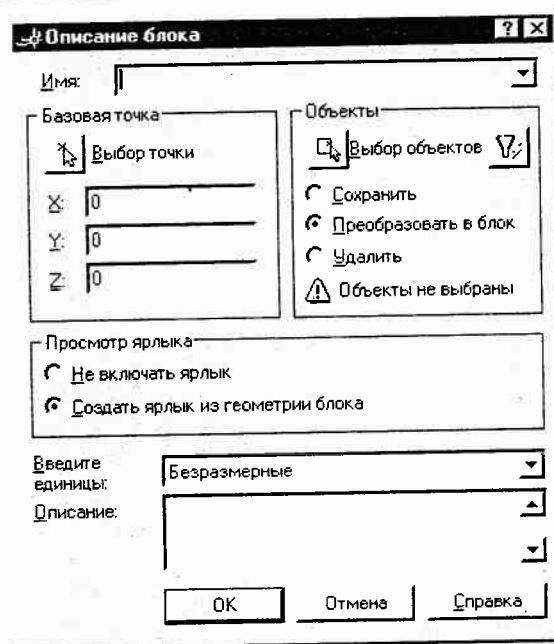 Описание блока
Имя:
Базовая точка
Выбор точки
X: 0
Y: 0
Z: 0
Объекты
Выбор объектов
Сохранить
Преобразовать в блок
Удалить
Объекты не выбраны
Просмотр ярлыка
Не включать ярлык
Создать ярлык из геометрии блока
Введите
единицы:
Безразмерные
Описание:
OK
Отмена
Справка